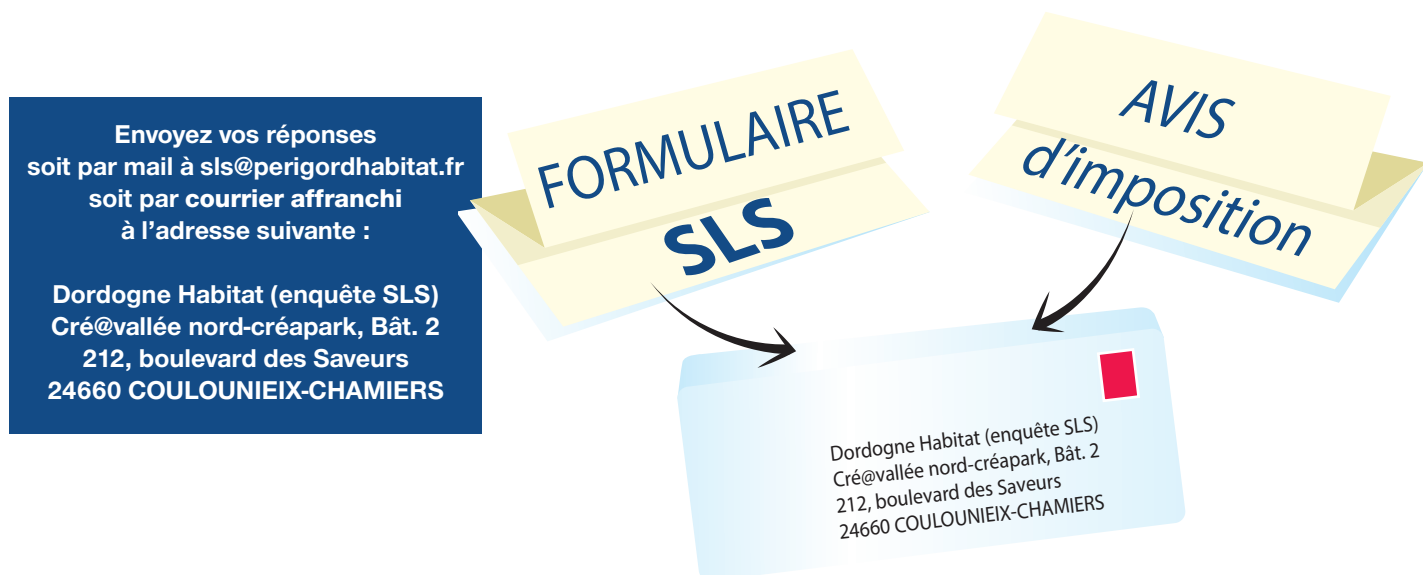 Envoyez vos réponses
soit par mail à sls@perigordhabitat.fr
soit par courrier affranchi
à l’adresse suivante :
Dordogne Habitat (enquête SLS)
Cré@vallée nord-créapark, Bât. 2
212, boulevard des Saveurs
24660 COULOUNIEIX-CHAMIERS
FORMULAIRE
SLS
AVIS
d’imposition
Dordogne Habitat (enquête SLS)
Cré@vallée nord-créapark, Bât. 2
212, boulevard des Saveurs
24660 COULOUNIEIX-CHAMIERS